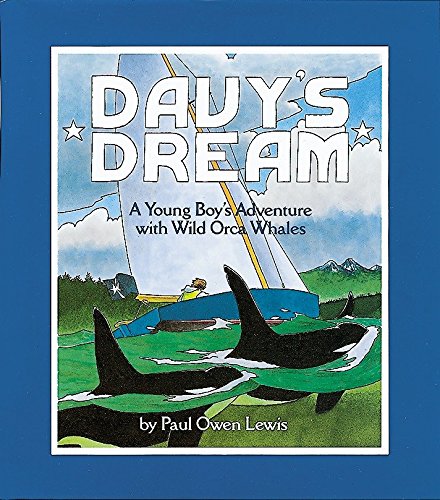 DAVY'S
DREAM
A Young Boy's Adventure
with Wild Orca Whales
by Paul Owen Lewis